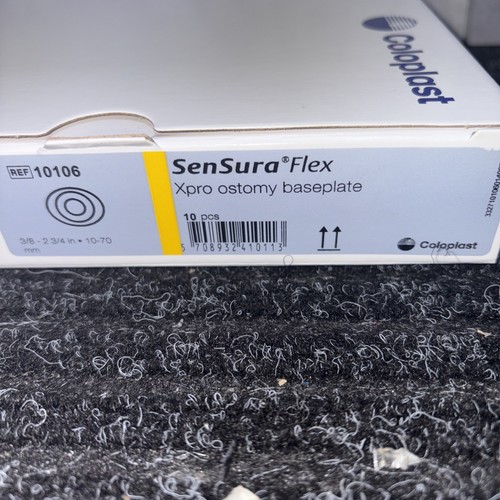 Coloplast
REF 10106
3/8 - 2 3/4 in • 10-70
mm
SenSura® Flex
Xpro ostomy baseplate
10 pcs
5 708932 410113
Coloplast